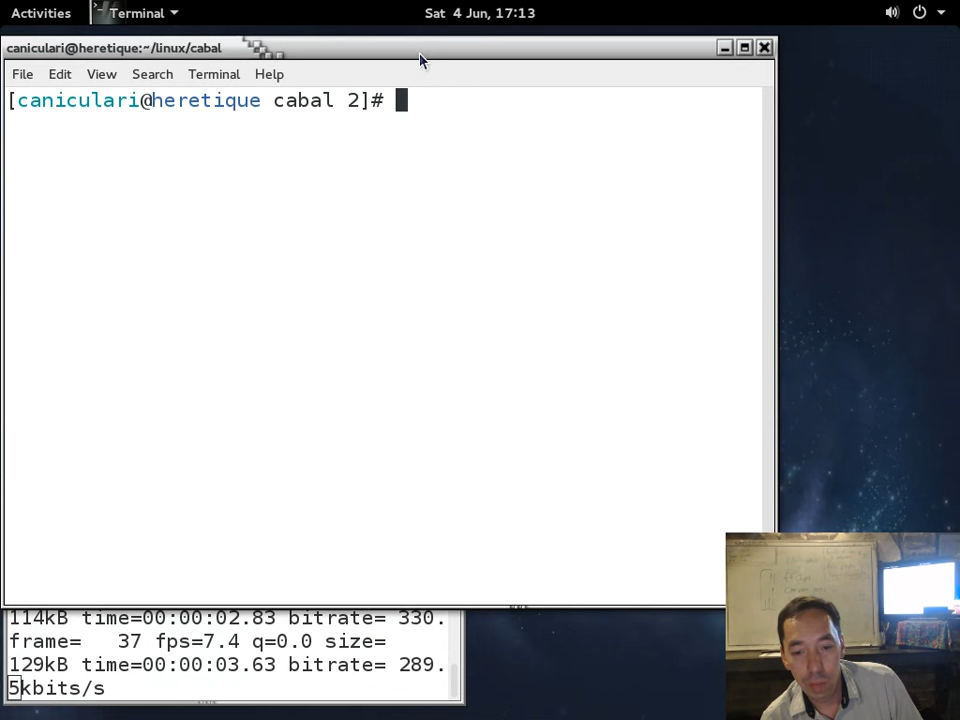 Activities Terminal Sat 4 Jun, 17:13
caniculari@heretique:~/linux/cabal
File Edit View Search Terminal Help
[caniculari@heretique cabal 2]#
114kB time=00:00:02.83 bitrate= 330.
frame=   37 fps=7.4 q=0.0 size=
129kB time=00:00:03.63 bitrate= 289.
5kbits/s